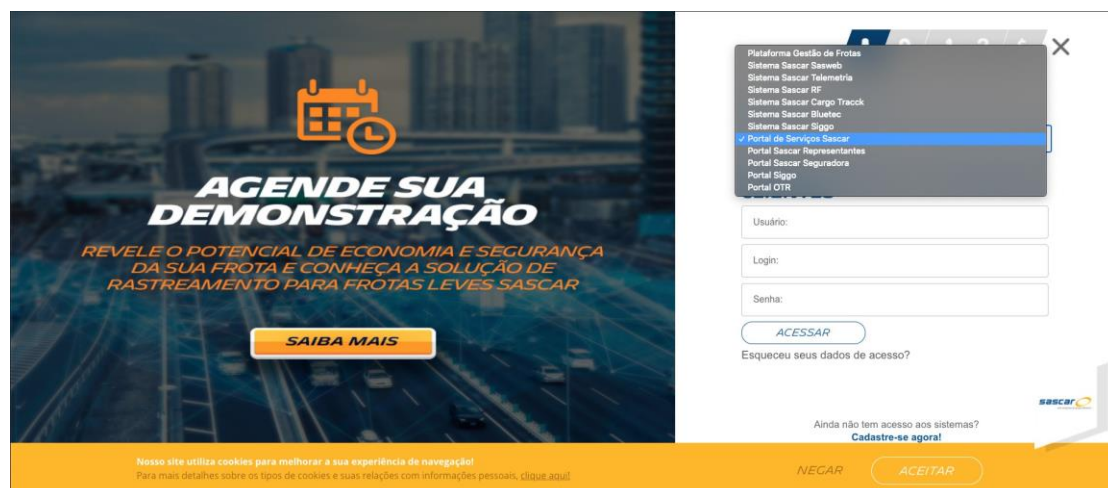 AGENDE SUA
DEMONSTRAÇÃO
REVELE O POTENCIAL DE ECONOMIA E SEGURANÇA
DA SUA FROTA E CONHEÇA A SOLUÇÃO DE
RASTREAMENTO PARA FROTAS LEVES SASCAR
SAIBA MAIS
Plataforma Gestão de Frotas
Sistema Sascar Sasweb
Sistema Sascar Telemetria
Sistema Sascar RF
Sistema Sascar Cargo Tracck
Sistema Sascar Bluetec
Sistema Sascar Siggo
✓ Portal de Serviços Sascar
Portal Sascar Representantes
Portal Sascar Seguradora
Portal Siggo
Portal OTR
Usuário:
Login:
Senha:
ACESSAR
Esqueceu seus dados de acesso?
sascar
Ainda não tem acesso aos sistemas?
Cadastre-se agora!
Nosso site utiliza cookies para melhorar a sua experiência de navegação!
Para mais detalhes sobre os tipos de cookies e suas relações com informações pessoais, clique aqui!
NEGAR
ACEITAR